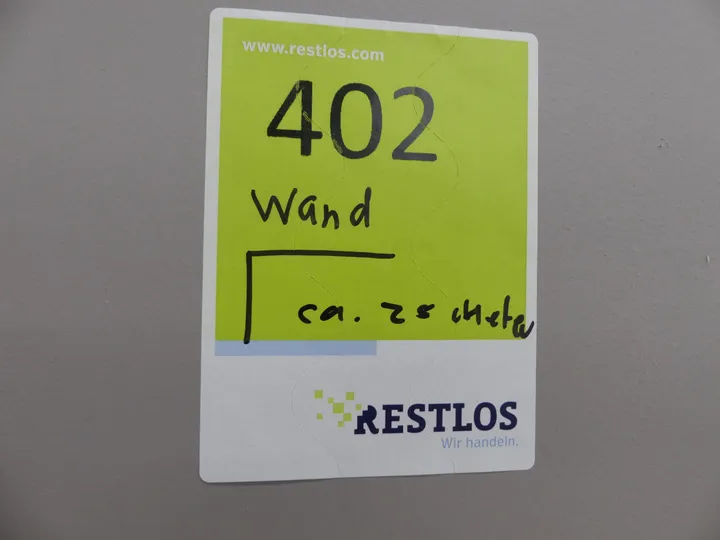 www.restlos.com
402
Wand
ca. 25 Meter
RESTLOS
Wir handeln.